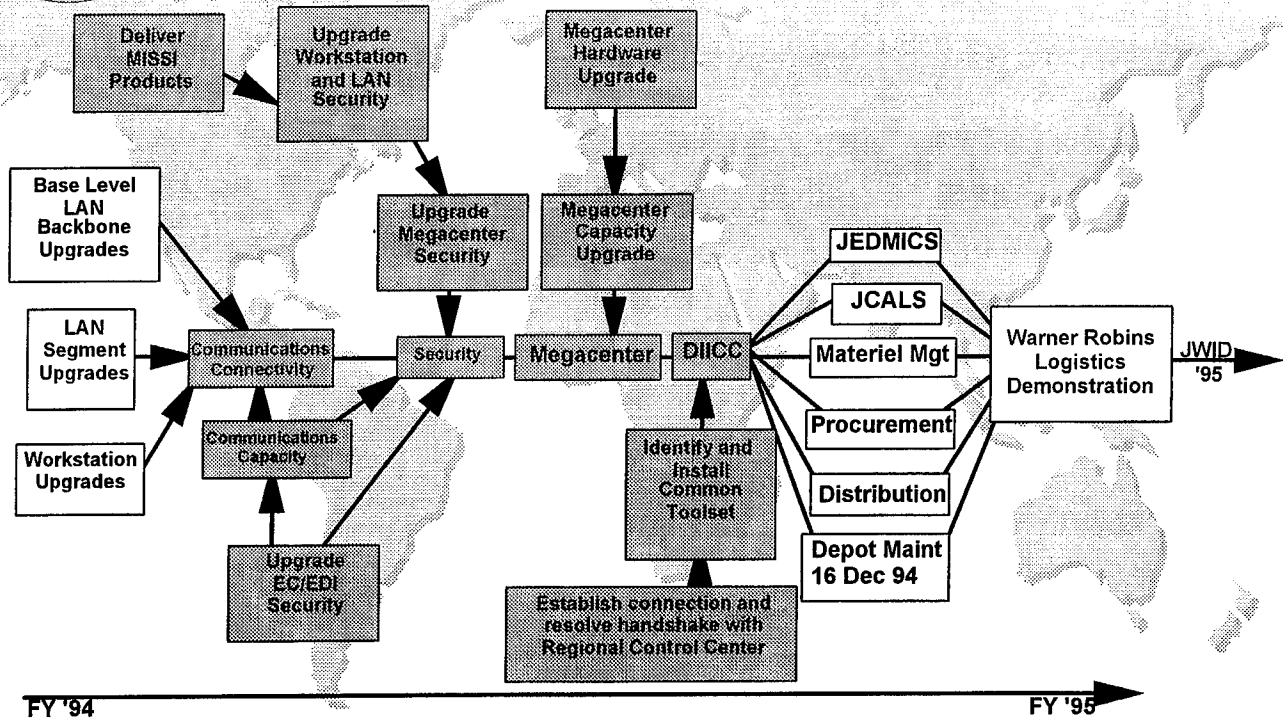 Deliver
MISSI
Products
Upgrade
Workstation
and LAN
Security
Megacenter
Hardware
Upgrade
Base Level
LAN
Backbone
Upgrades
Upgrade
Megacenter
Security
Megacenter
Capacity
Upgrade
LAN
Segment
Upgrades
Workstation
Upgrades
Communications
Connectivity
Communications
Capacity
Upgrade
EC/EDI
Security
Security
Megacenter
DIICC
Identify and
Install
Common
Toolset
Establish connection and
resolve handshake with
Regional Control Center
JEDMICS
JCALS
Materiel Mgt
Procurement
Distribution
Depot Maint
16 Dec 94
Warner Robins
Logistics
Demonstration
JWID
'95
FY '94
FY '95